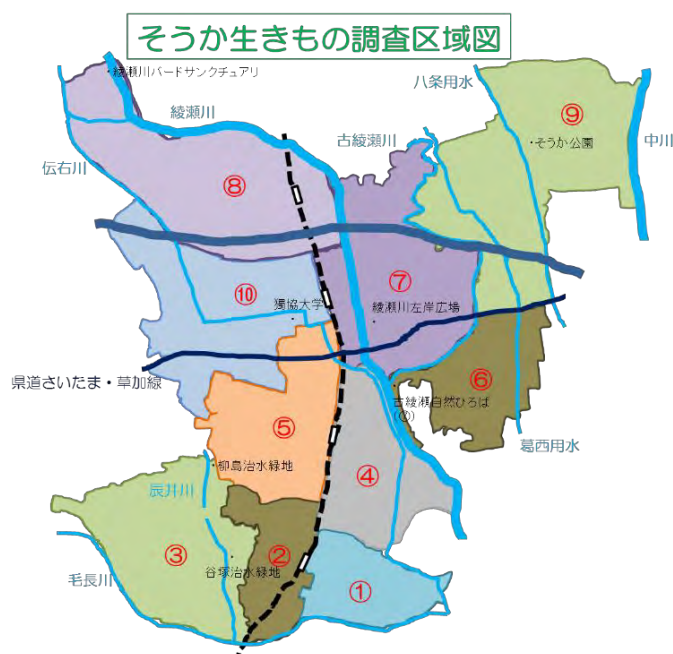 そうか生きもの調査区域図
・綾瀬川バードサンクチュアリ
八条用水
綾瀬川
⑨
古綾瀬川
・そうか公園
中川
伝右川
⑧
⑦
⑩
獨協大学
・
綾瀬川左岸広場
・
県道さいたま・草加線
⑥
・
古綾瀬自然ひろば
⑤
葛西用水
・柳島治水緑地
④
辰井川
③
②
谷塚治水緑地
毛長川
①